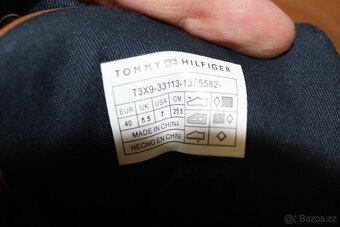 TOMMY HILFIGER
T3X9-33113-1355582-
EUR UK USA CM
40 6.5 7 25.5
MADE IN CHINA
HECHO EN CHINA
Bazos.cz